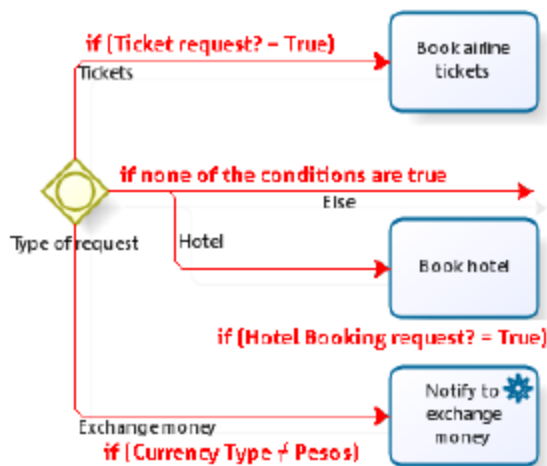 if (Ticket request? = True)
Tickets
Book airline
tickets
if none of the conditions are true
Else
Type of request
Hotel
Book hotel
if (Hotel Booking request? = True)
Notify to
exchange
money
Exchange money
if (Currency Type ≠ Pesos)